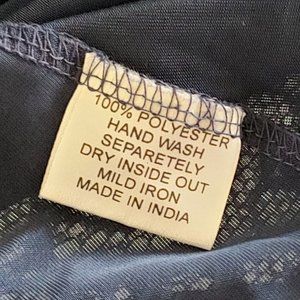 100% POLYESTER
HAND WASH
SEPARETELY
DRY INSIDE OUT
MILD IRON
MADE IN INDIA